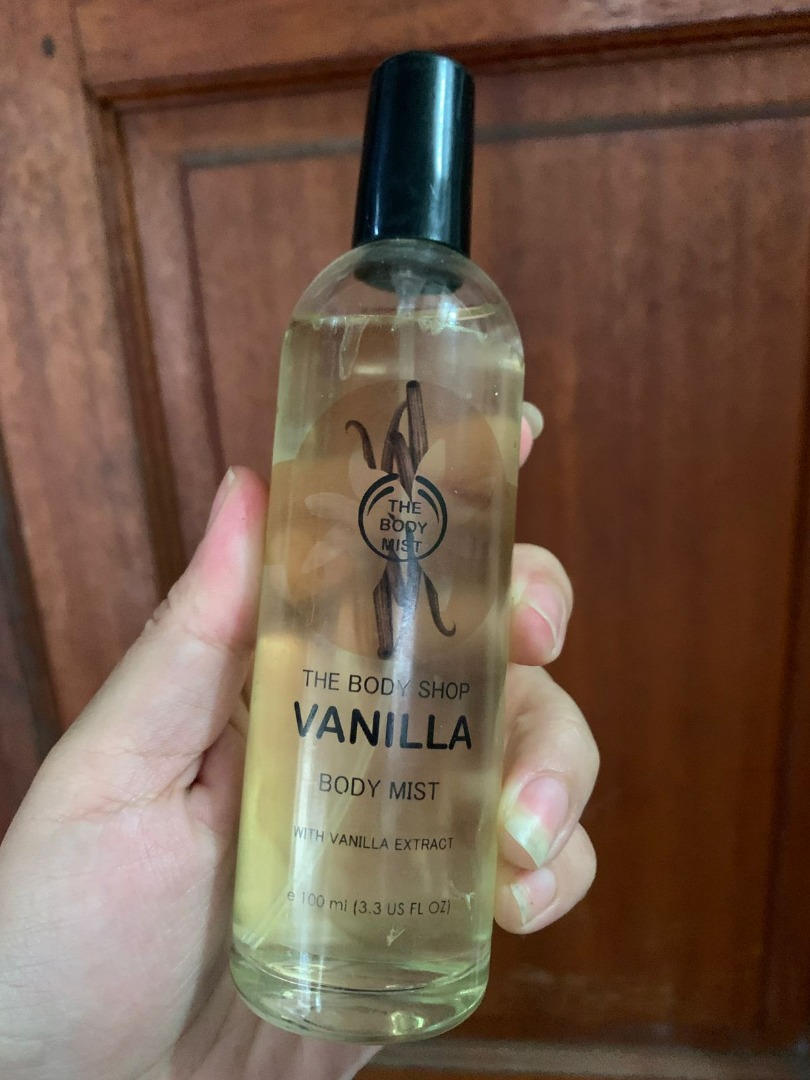 THE
BODY
MIST
THE BODY SHOP
VANILLA
BODY MIST
WITH VANILLA EXTRACT
e 100 ml (3.3 US FL OZ)